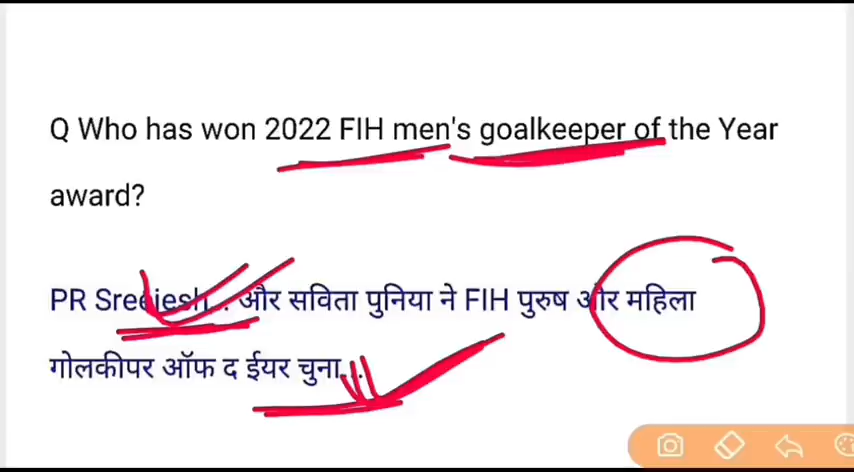 Q Who has won 2022 FIH men's goalkeeper of the Year
award?
PR Sreejesh... और सविता पुनिया ने FIH पुरुष और महिला
गोलकीपर ऑफ द ईयर चुना...